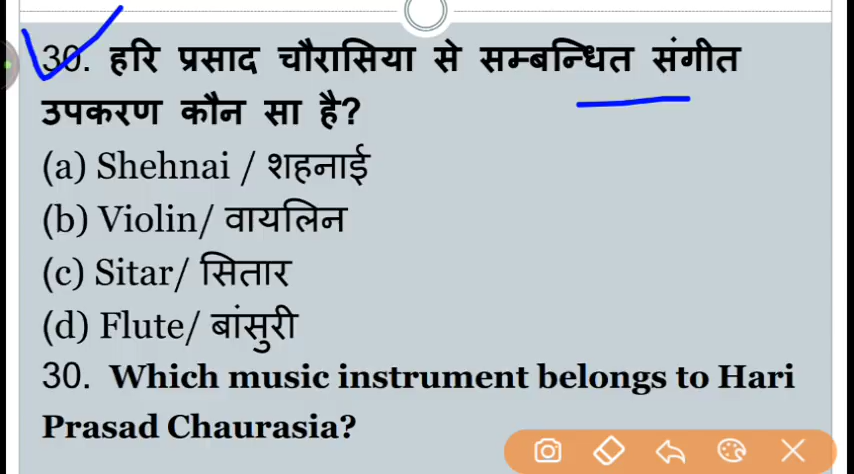 30. हरि प्रसाद चौरासिया से सम्बन्धित संगीत
उपकरण कौन सा है?
(a) Shehnai / शहनाई
(b) Violin/ वायलिन
(c) Sitar/ सितार
(d) Flute/ बांसुरी
30. Which music instrument belongs to Hari
Prasad Chaurasia?